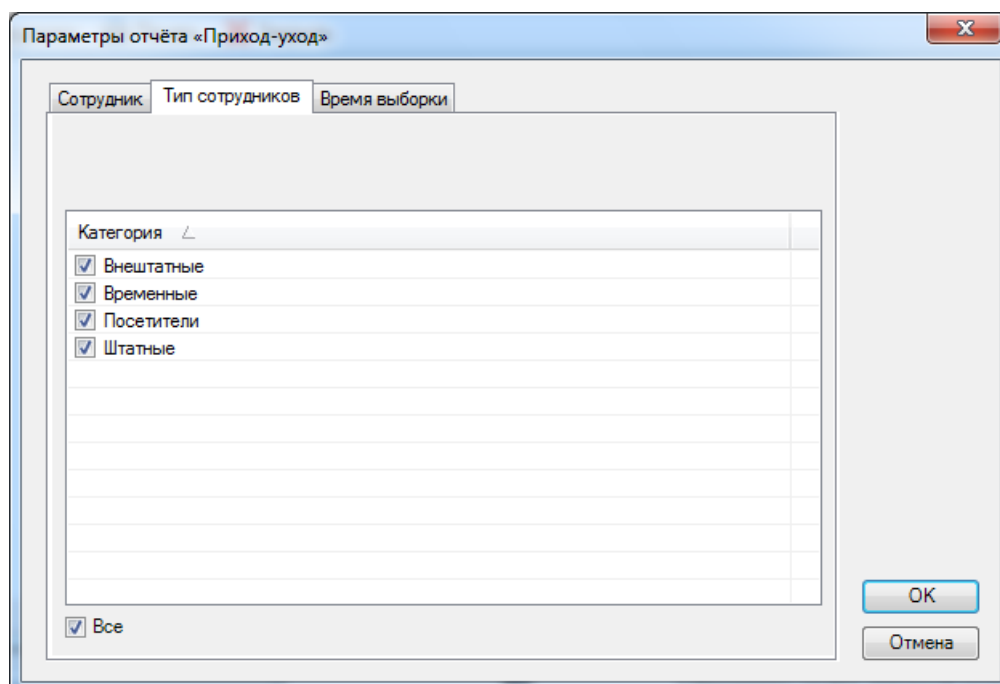 Параметры отчёта «Приход-уход»
Сотрудник Тип сотрудников Время выборки
Категория
Внештатные
Временные
Посетители
Штатные
Все
OK
Отмена